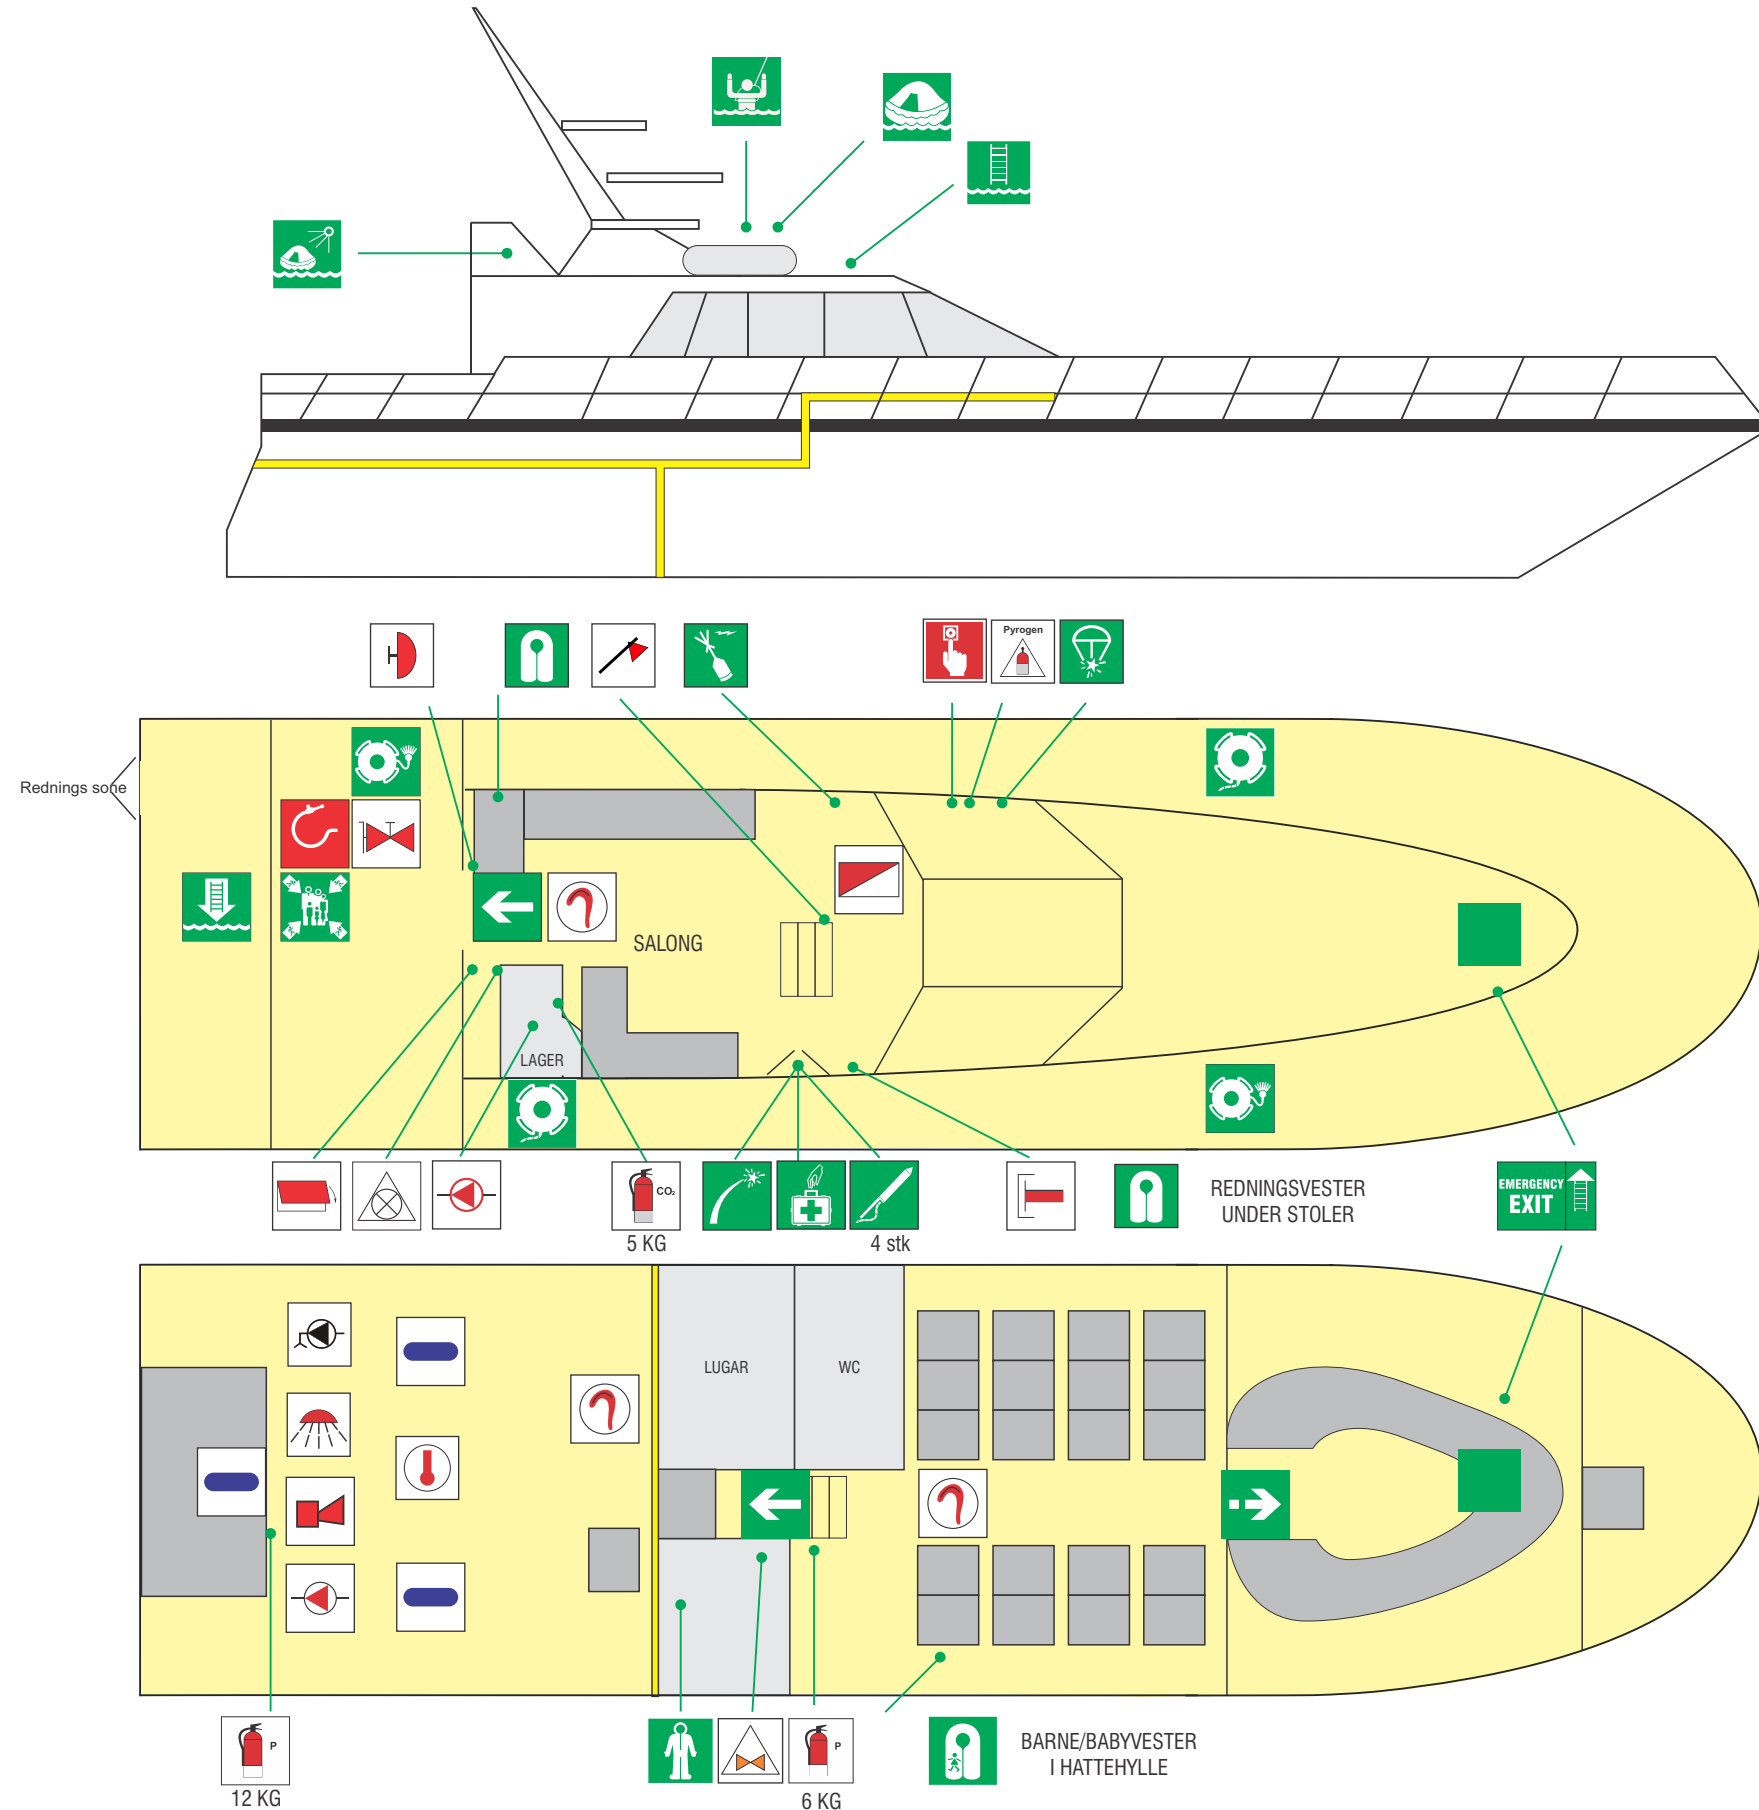 Pyrogen
Rednings sone
SALONG
LAGER
CO₂
5 KG
4 stk
REDNINGSVESTER
UNDER STOLER
EMERGENCY
EXIT
LUGAR
WC
P
12 KG
P
6 KG
BARNE/BABYVESTER
I HATTEHYLLE